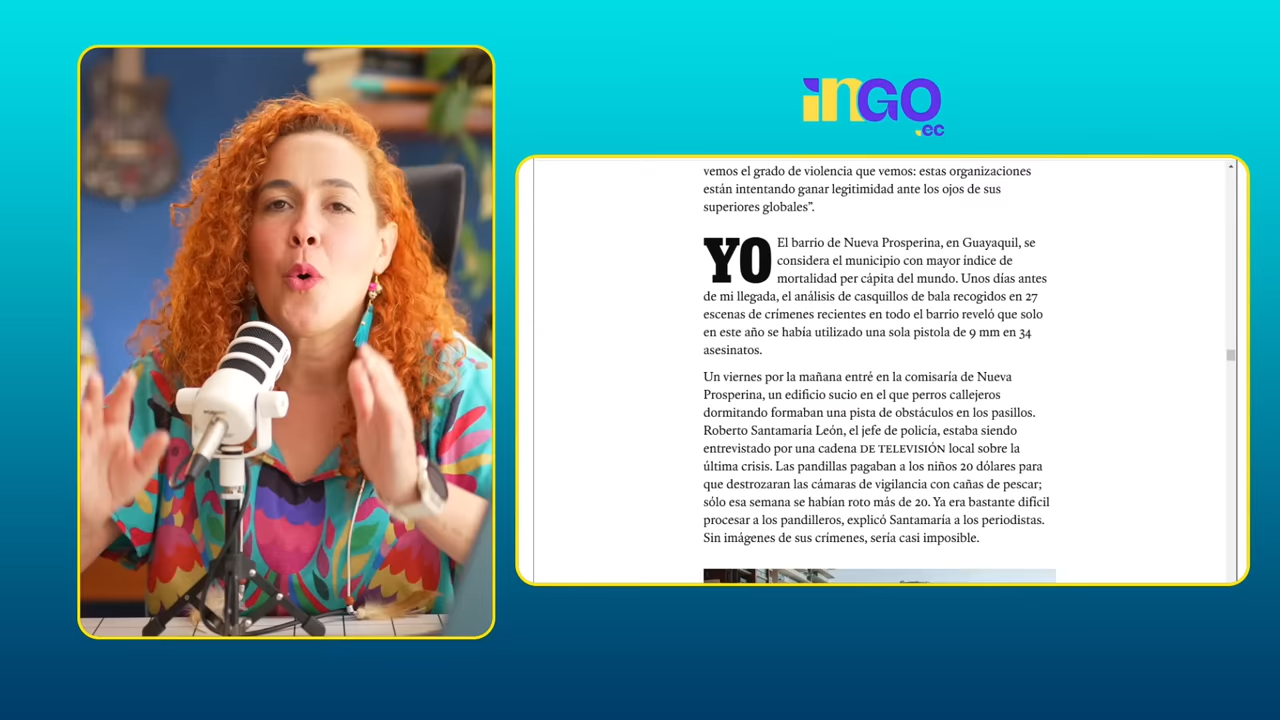 inGO
.ec
vemos el grado de violencia que vemos: estas organizaciones
están intentando ganar legitimidad ante los ojos de sus
superiores globales”.
YO El barrio de Nueva Prosperina, en Guayaquil, se
considera el municipio con mayor índice de
mortalidad per cápita del mundo. Unos días antes
de mi llegada, el análisis de casquillos de bala recogidos en 27
escenas de crímenes recientes en todo el barrio reveló que solo
en este año se había utilizado una sola pistola de 9 mm en 34
asesinatos.
Un viernes por la mañana entré en la comisaría de Nueva
Prosperina, un edificio sucio en el que perros callejeros
dormitando formaban una pista de obstáculos en los pasillos.
Roberto Santamaría León, el jefe de policía, estaba siendo
entrevistado por una cadena DE TELEVISIÓN local sobre la
última crisis. Las pandillas pagaban a los niños 20 dólares para
que destrozaran las cámaras de vigilancia con cañas de pescar;
sólo esa semana se habían roto más de 20. Ya era bastante difícil
procesar a los pandilleros, explicó Santamaría a los periodistas.
Sin imágenes de sus crímenes, sería casi imposible.